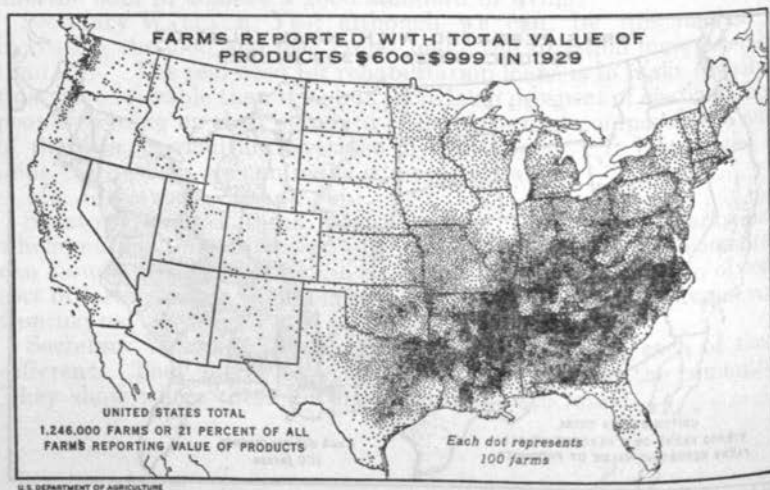 FARMS REPORTED WITH TOTAL VALUE OF
PRODUCTS $600-$999 IN 1929
UNITED STATES TOTAL
1,246,000 FARMS OR 21 PERCENT OF ALL
FARMS REPORTING VALUE OF PRODUCTS
Each dot represents
100 farms
U.S. DEPARTMENT OF AGRICULTURE